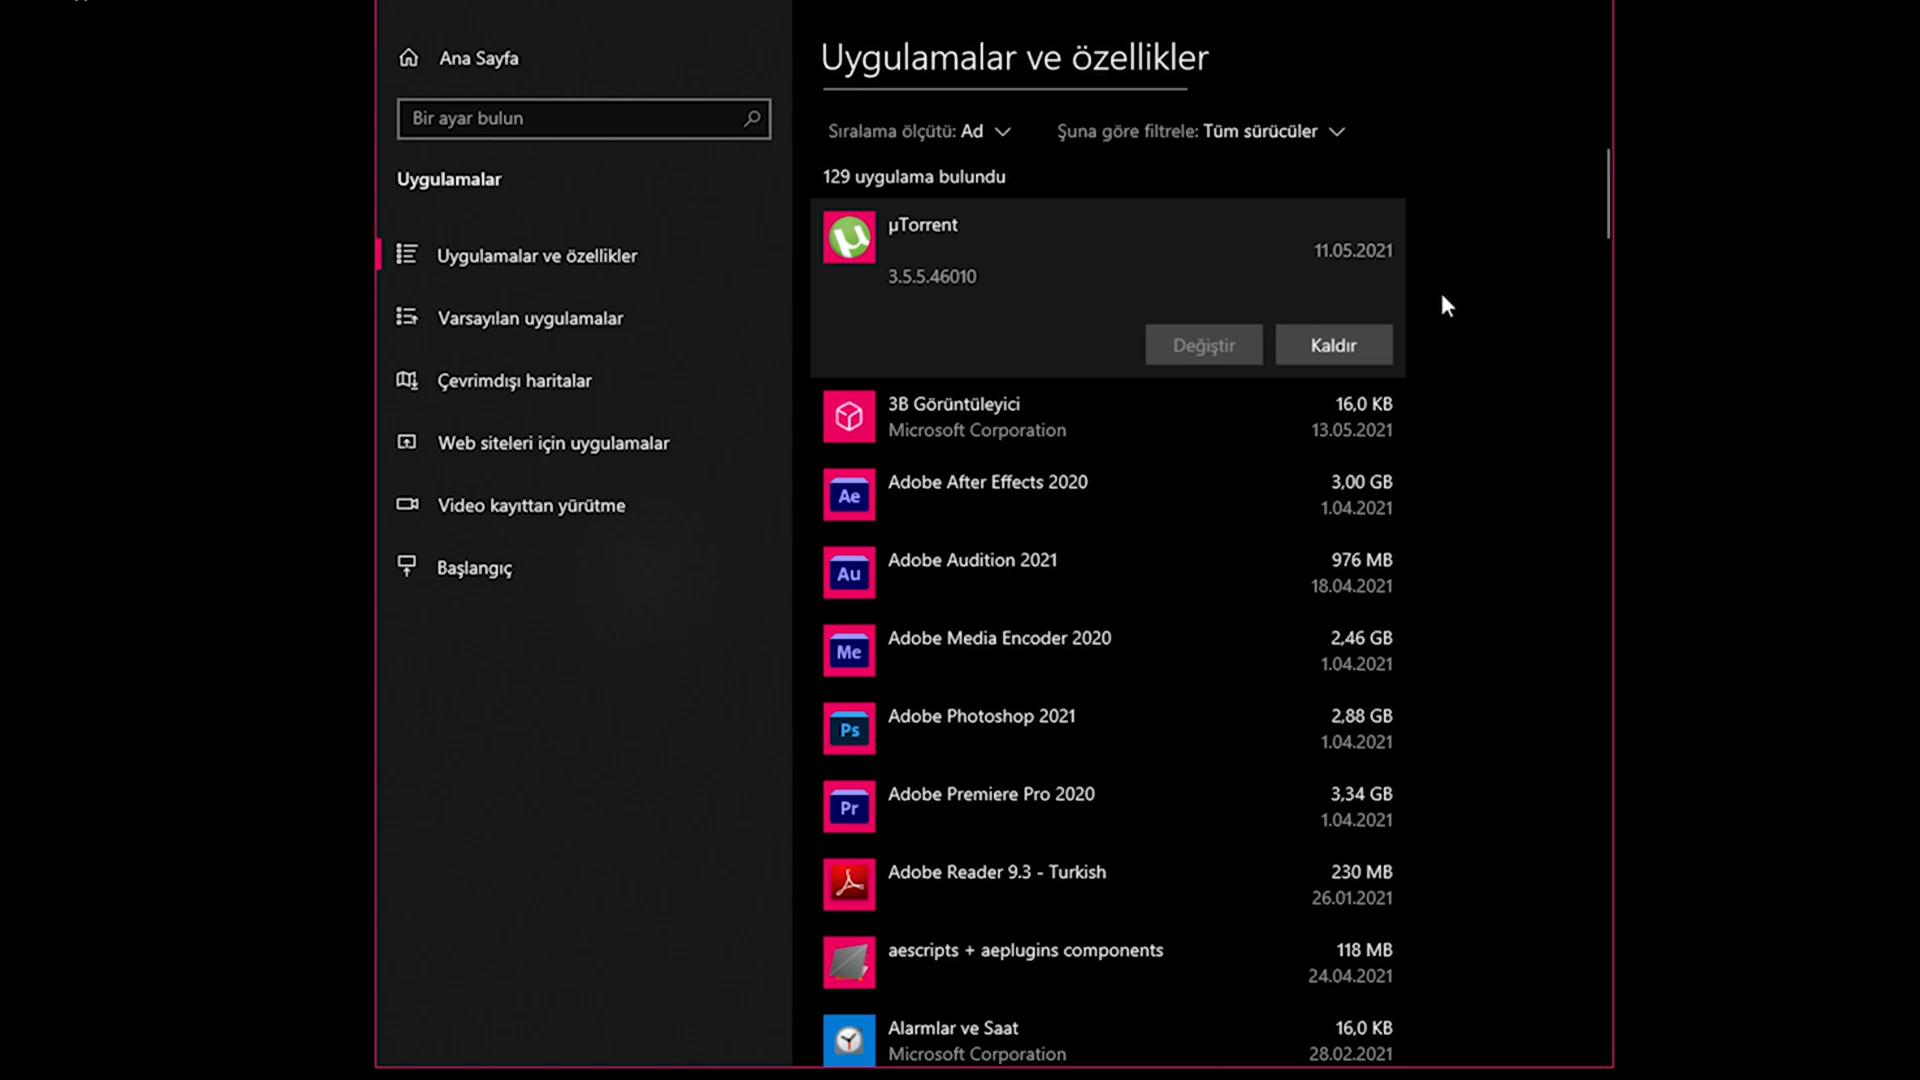 Ana Sayfa
Bir ayar bulun
Uygulamalar
Uygulamalar ve özellikler
Varsayılan uygulamalar
Çevrimdışı haritalar
Web siteleri için uygulamalar
Video kayıttan yürütme
Başlangıç
Uygulamalar ve özellikler
Sıralama ölçütü: Ad
Şuna göre filtrele: Tüm sürücüler
129 uygulama bulundu
µTorrent
11.05.2021
3.5.5.46010
Değiştir
Kaldır
3B Görüntüleyici
16,0 KB
Microsoft Corporation
13.05.2021
Ae
Adobe After Effects 2020
3,00 GB
1.04.2021
Au
Adobe Audition 2021
976 MB
18.04.2021
Me
Adobe Media Encoder 2020
2,46 GB
1.04.2021
Ps
Adobe Photoshop 2021
2,88 GB
1.04.2021
Pr
Adobe Premiere Pro 2020
3,34 GB
1.04.2021
Adobe Reader 9.3 - Turkish
230 MB
26.01.2021
aescripts + aeplugins components
118 MB
24.04.2021
Alarmlar ve Saat
16,0 KB
Microsoft Corporation
28.02.2021